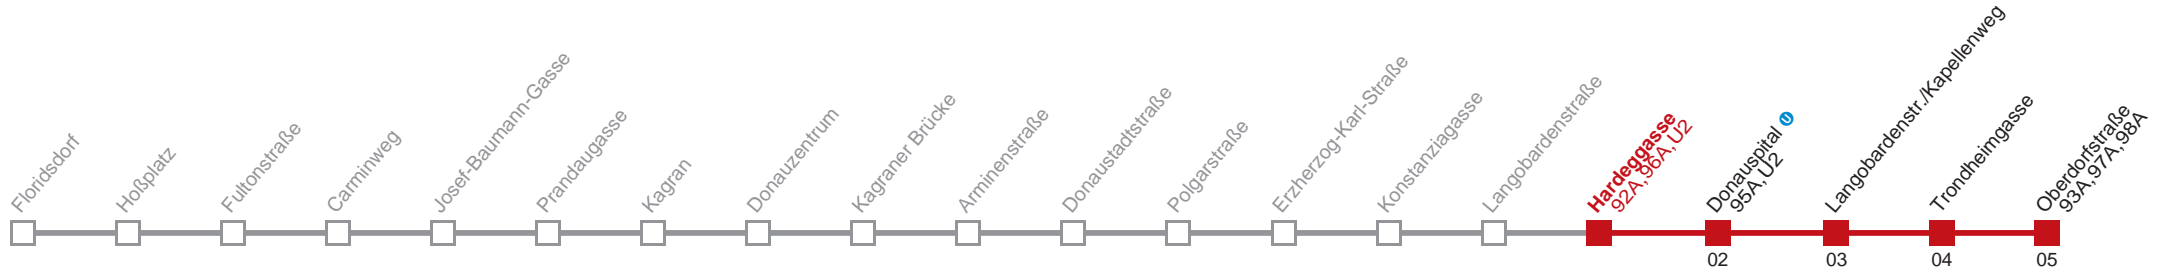 Floridsdorf
Hoßplatz
Fultonstraße
Carminweg
Josef-Baumann-Gasse
Prandaugasse
Kagran
Donauzentrum
Kagraner Brücke
Arminenstraße
Donaustadtstraße
Polgarstraße
Erzherzog-Karl-Straße
Konstanziagasse
Langobardenstraße
Hardeggasse
92A, 96A, U2
Donauspital U
95A, U2
Langobardenstr./Kapellenweg
Trondheimgasse
Oberdorfstraße
93A, 97A, 98A
02
03
04
05